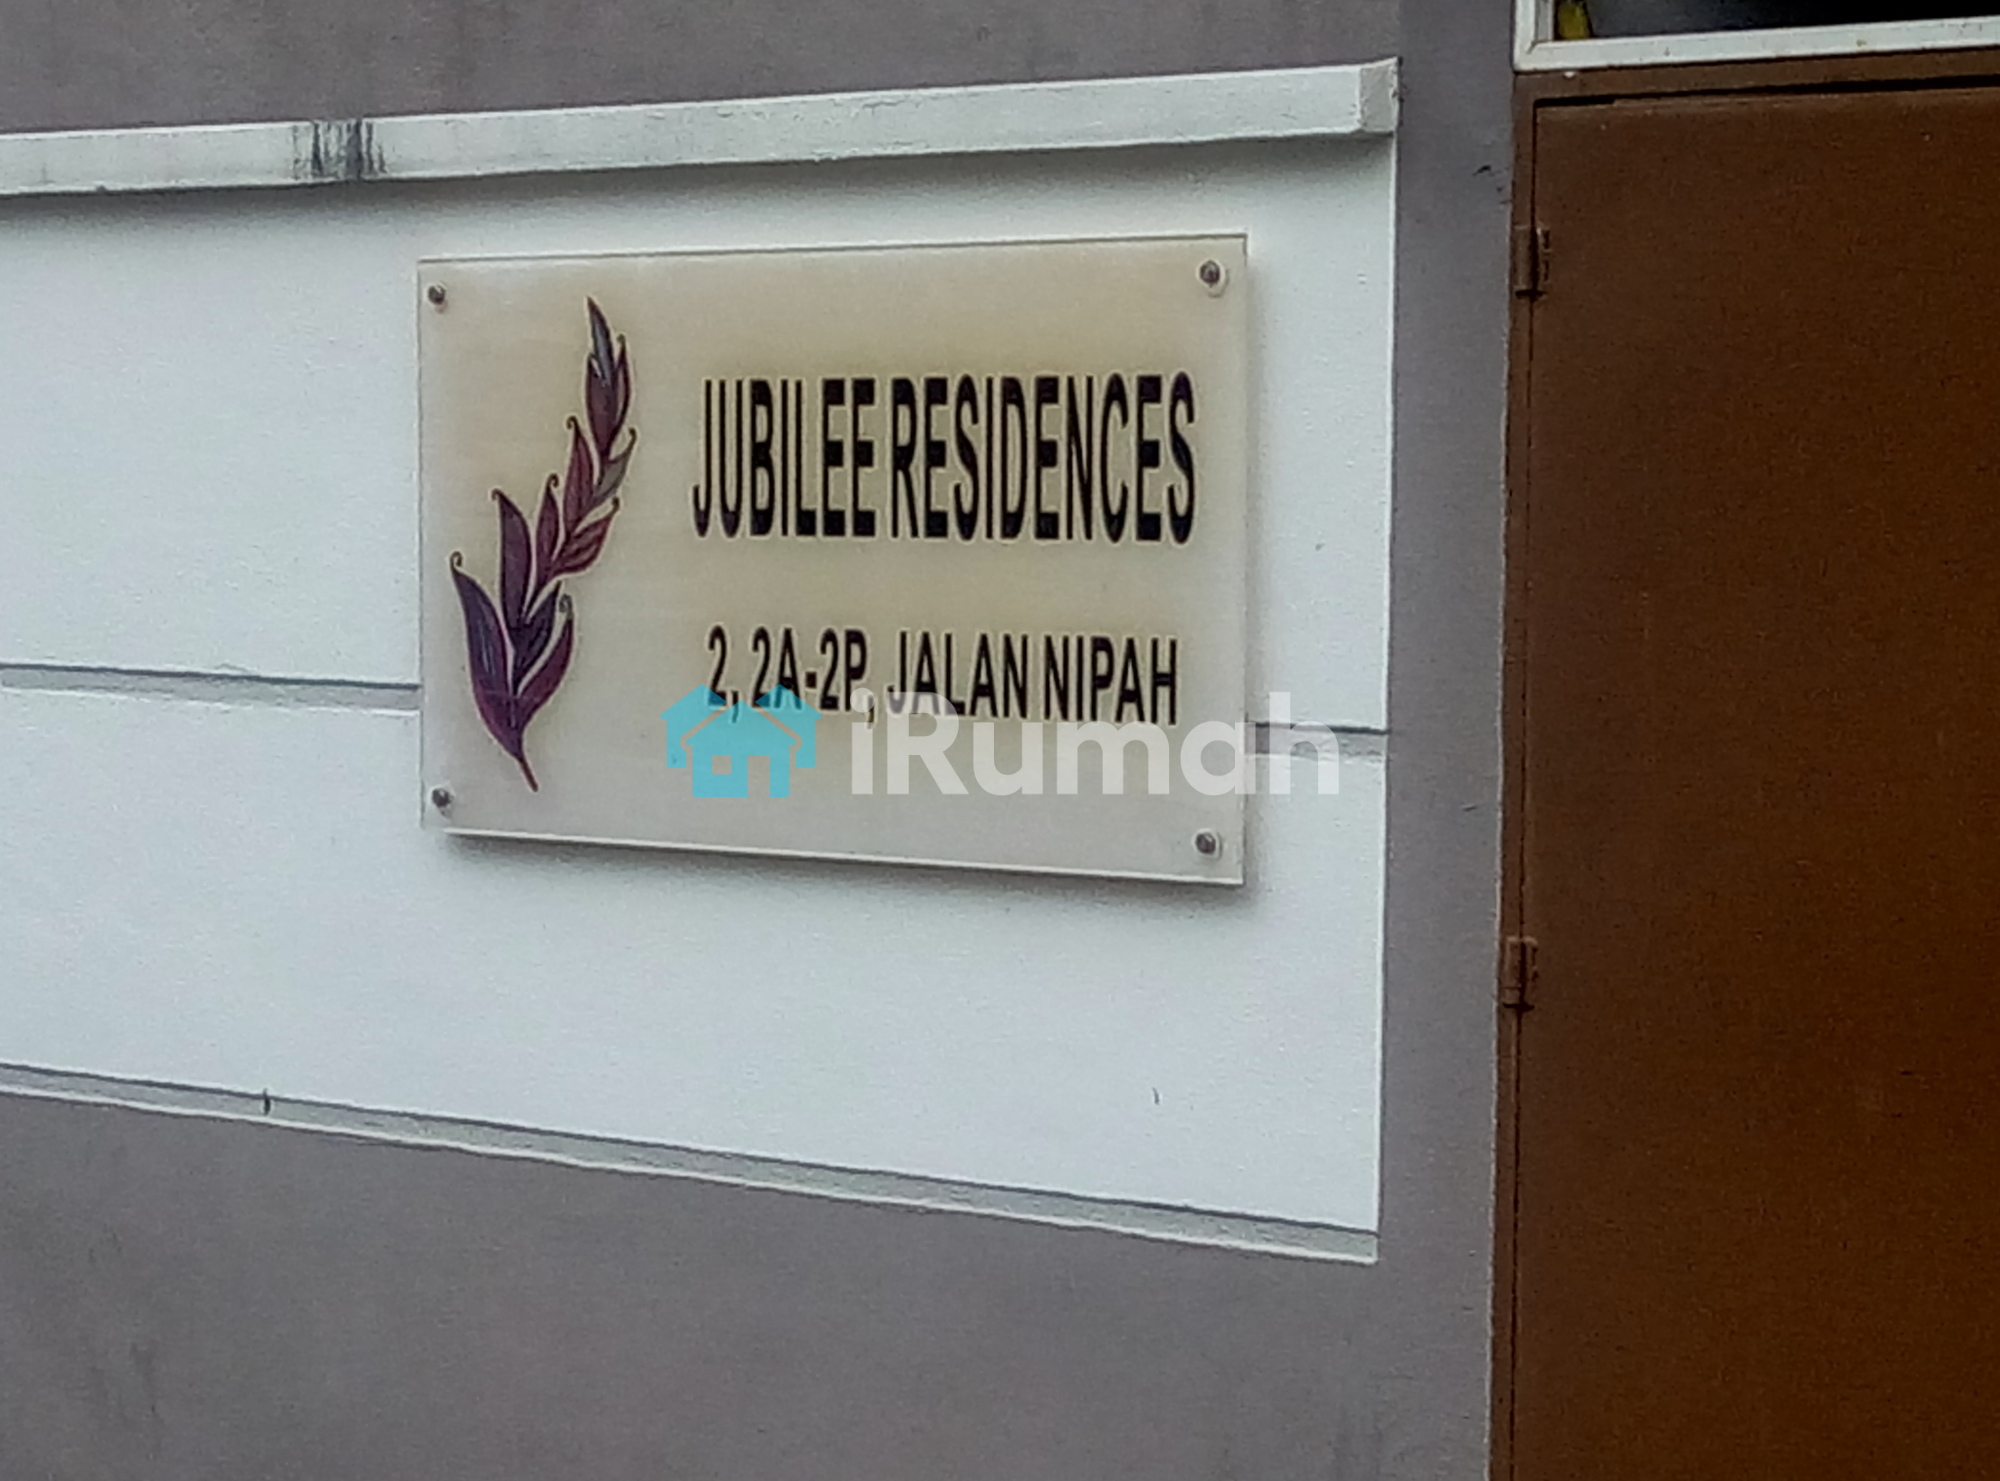 JUBILEE RESIDENCES
2, 2A-2P, JALAN NIPAH
iRumah